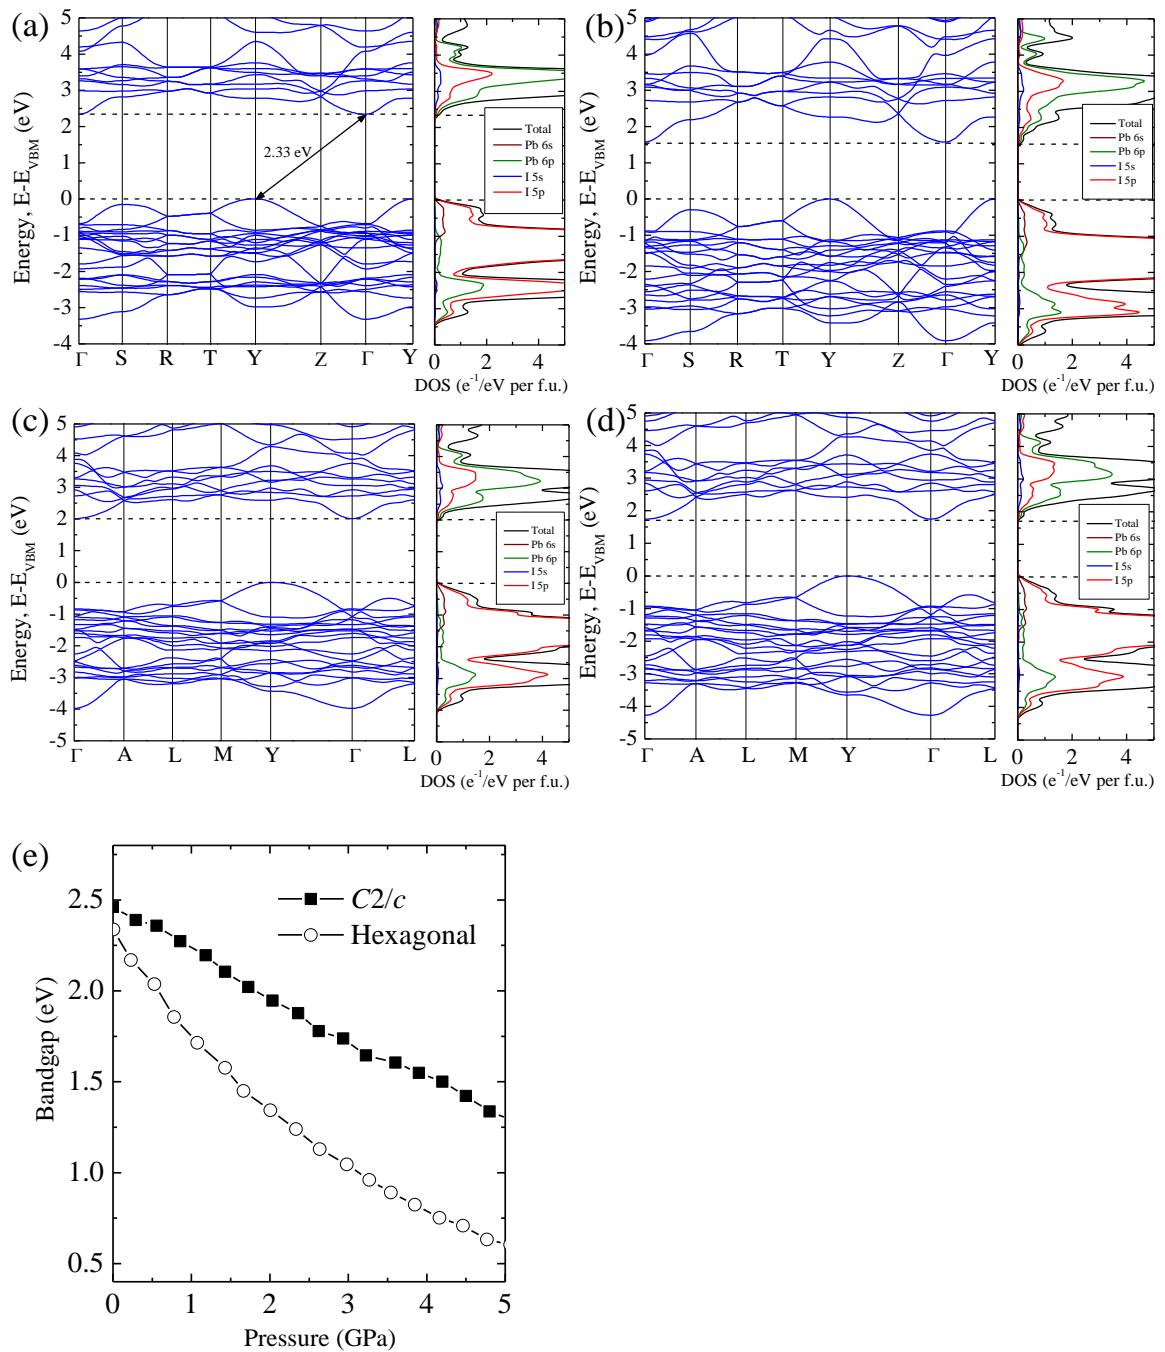 (a)
Energy, E-E_VBM (eV)
5
4
3
2
1
0
-1
-2
-3
-4
2.33 eV
Γ S R T Y Z Γ Y
Total
Pb 6s
Pb 6p
I 5s
I 5p
0 2 4
DOS (e⁻¹/eV per f.u.)
(b)
Energy, E-E_VBM (eV)
5
4
3
2
1
0
-1
-2
-3
-4
Γ S R T Y Z Γ Y
Total
Pb 6s
Pb 6p
I 5s
I 5p
0 2 4
DOS (e⁻¹/eV per f.u.)
(c)
Energy, E-E_VBM (eV)
5
4
3
2
1
0
-1
-2
-3
-4
-5
Γ A L M Y Γ L
Total
Pb 6s
Pb 6p
I 5s
I 5p
0 2 4
DOS (e⁻¹/eV per f.u.)
(d)
Energy, E-E_VBM (eV)
5
4
3
2
1
0
-1
-2
-3
-4
-5
Γ A L M Y Γ L
Total
Pb 6s
Pb 6p
I 5s
I 5p
0 2 4
DOS (e⁻¹/eV per f.u.)
(e)
Bandgap (eV)
2.5
2.0
1.5
1.0
0.5
C2/c
Hexagonal
0 1 2 3 4 5
Pressure (GPa)